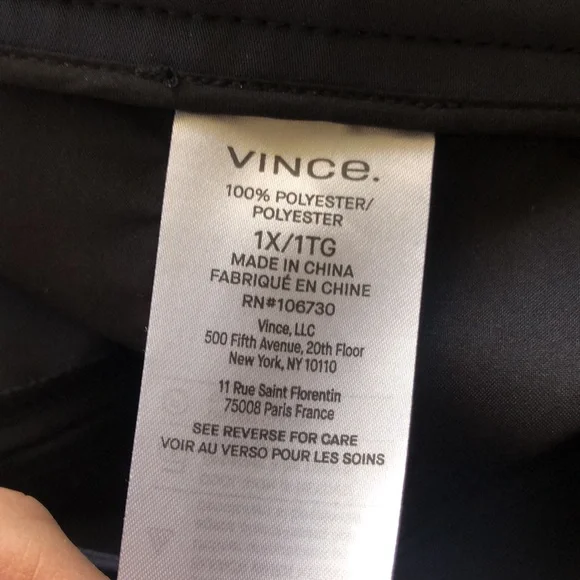 VINCe.
100% POLYESTER/
POLYESTER
1X/1TG
MADE IN CHINA
FABRIQUÉ EN CHINE
RN#106730
Vince, LLC
500 Fifth Avenue, 20th Floor
New York, NY 10110
11 Rue Saint Florentin
75008 Paris France
SEE REVERSE FOR CARE
VOIR AU VERSO POUR LES SOINS